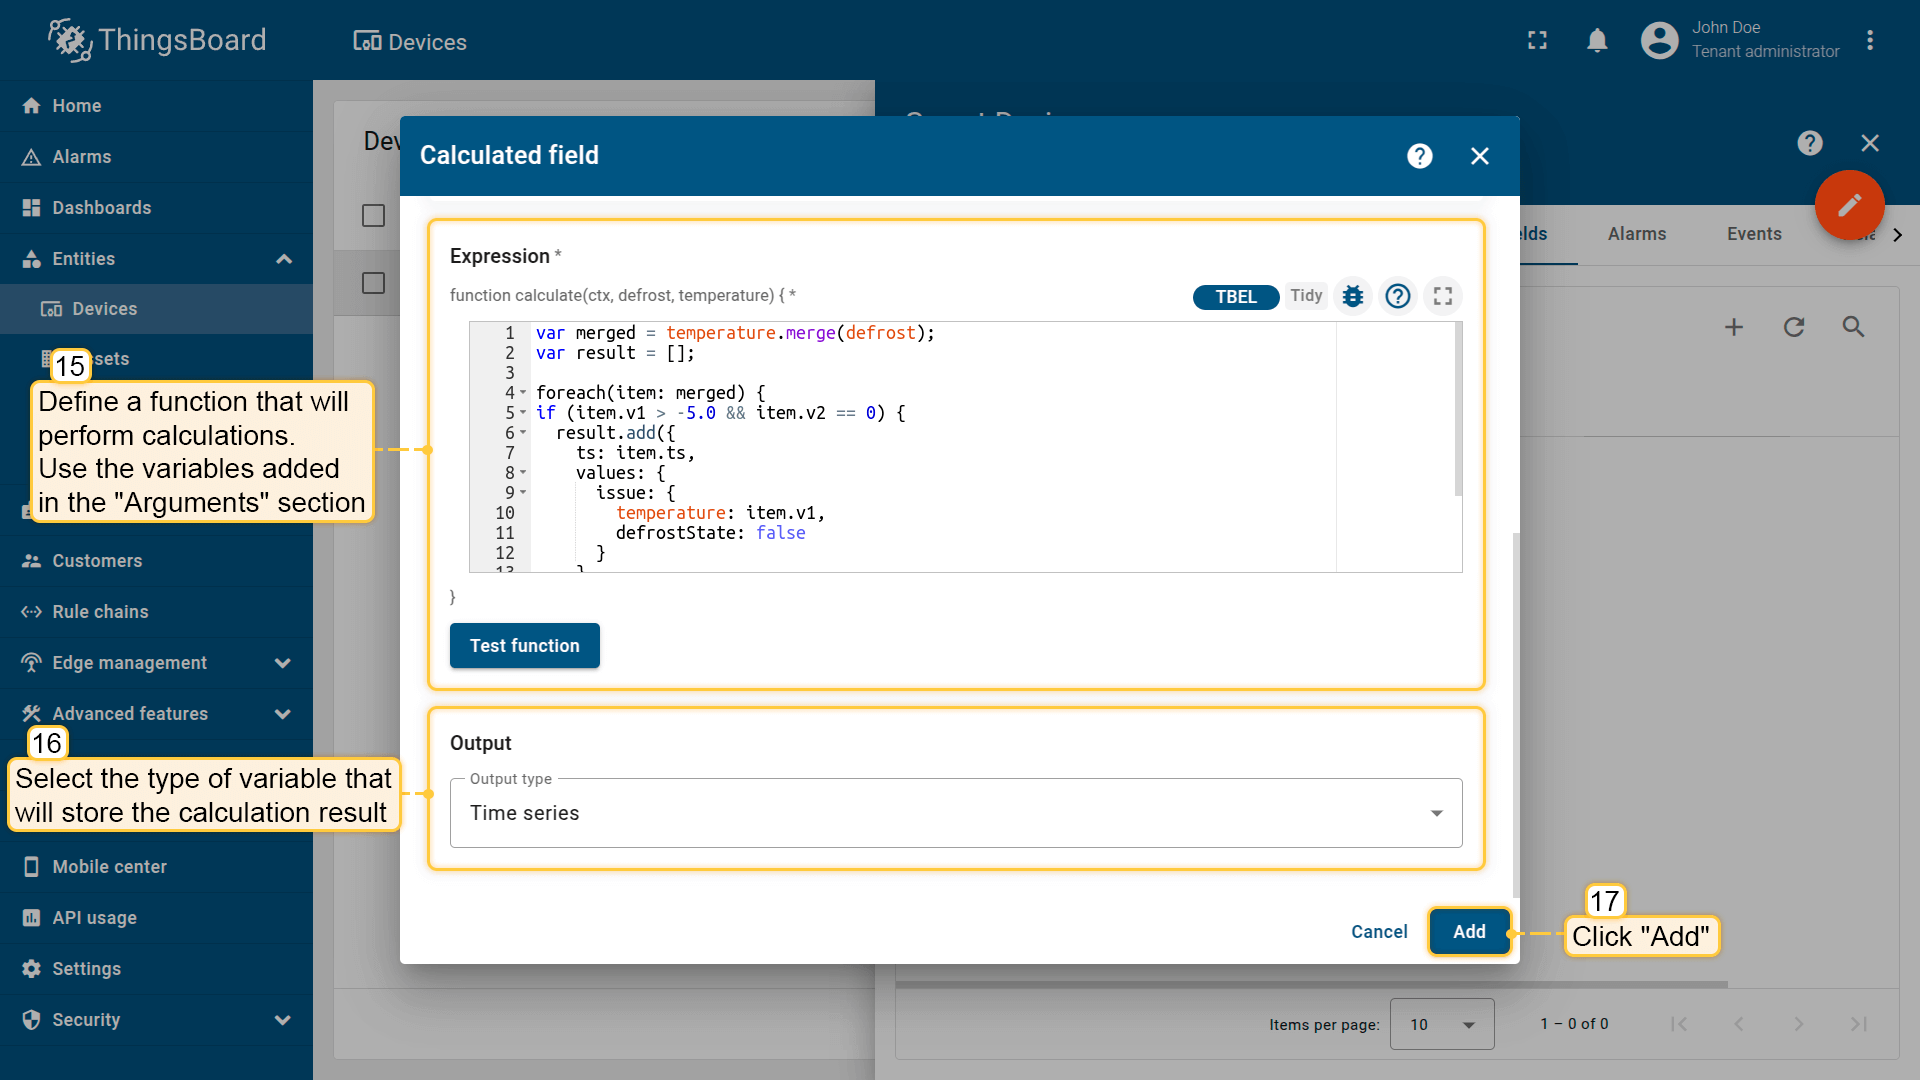 ThingsBoard
Devices
John Doe
Tenant administrator
Home
Alarms
Dashboards
Entities
Devices
Customers
Rule chains
Edge management
Advanced features
Mobile center
API usage
Settings
Security
Calculated field
Expression *
function calculate(ctx, defrost, temperature) { *
TBEL
Tidy
1 var merged = temperature.merge(defrost);
2 var result = [];
3
4 foreach(item: merged) {
5 if (item.v1 > -5.0 && item.v2 == 0) {
6 result.add({
7 ts: item.ts,
8 values: {
9 issue: {
10 temperature: item.v1,
11 defrostState: false
12 }
13 }
}
Test function
Output
Output type
Time series
Cancel
Add
15
Define a function that will
perform calculations.
Use the variables added
in the "Arguments" section
16
Select the type of variable that
will store the calculation result
17
Click "Add"
Alarms
Events
Items per page:
10
1 – 0 of 0